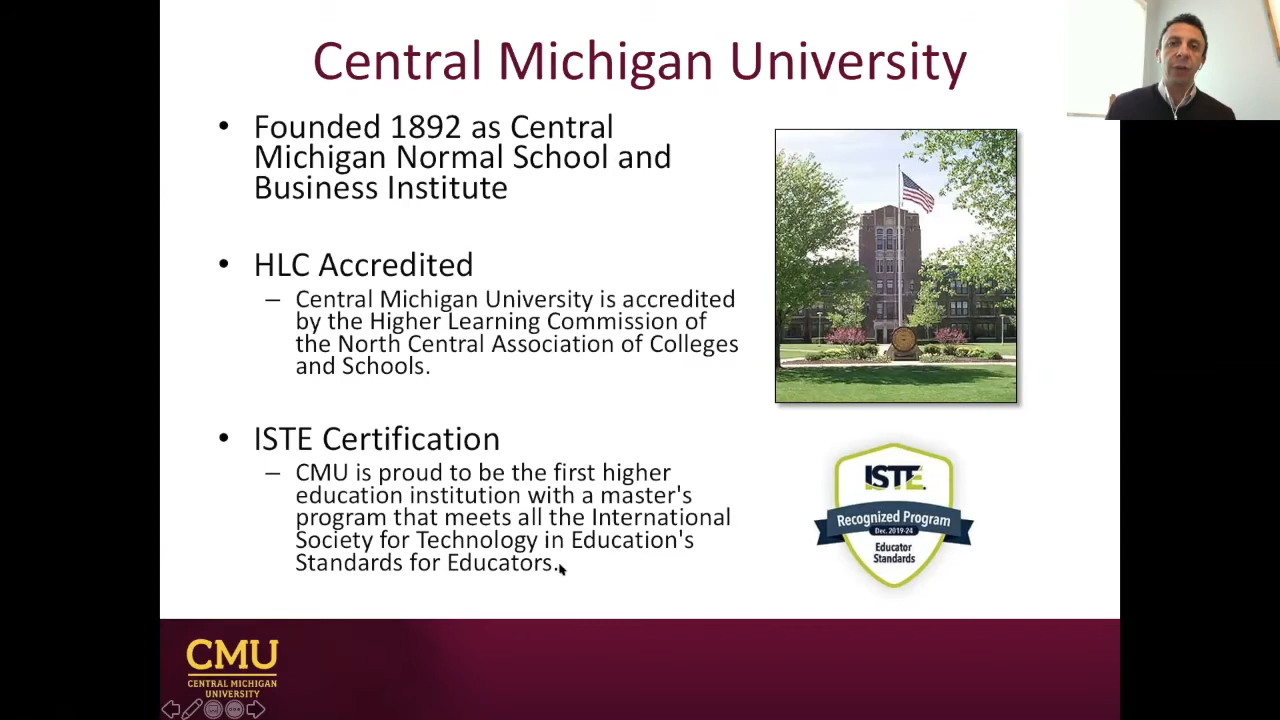 Central Michigan University
• Founded 1892 as Central
Michigan Normal School and
Business Institute
• HLC Accredited
– Central Michigan University is accredited
by the Higher Learning Commission of
the North Central Association of Colleges
and Schools.
• ISTE Certification
– CMU is proud to be the first higher
education institution with a master's
program that meets all the International
Society for Technology in Education's
Standards for Educators.
ISTE.
Recognized Program
Dec. 2019-24
Educator
Standards
CMU
CENTRAL MICHIGAN
UNIVERSITY